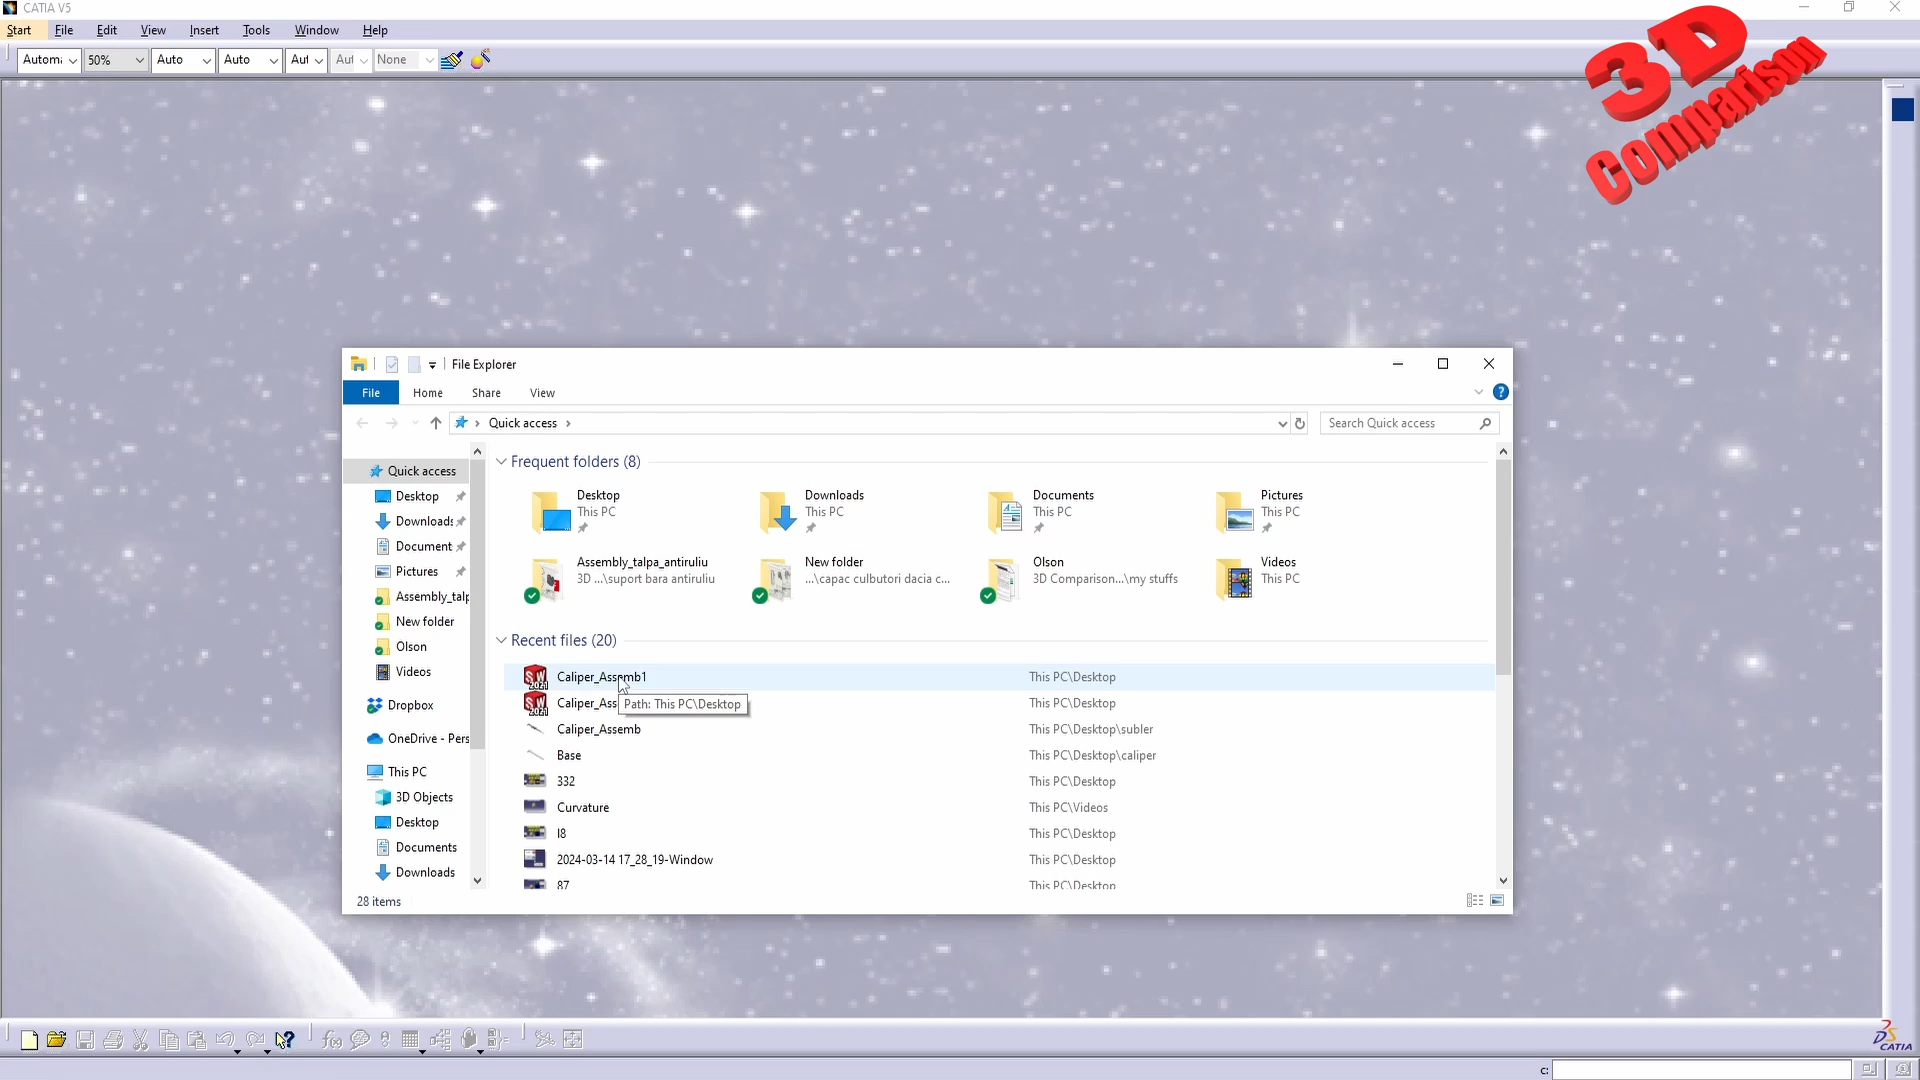 CATIA V5
Start File Edit View Insert Tools Window Help
Autom 50% Auto Auto Aut Aut None
3D
Comparison
File Explorer
File Home Share View
Quick access
Search Quick access
Quick access
Desktop
Downloads
Document
Pictures
Assembly_talp
New folder
Olson
Videos
Dropbox
OneDrive - Pers
This PC
3D Objects
Desktop
Documents
Downloads
Frequent folders (8)
Desktop
This PC
Downloads
This PC
Documents
This PC
Pictures
This PC
Assembly_talpa_antiruliu
3D ...\suport bara antiruliu
New folder
...\capac culbutori dacia c...
Olson
3D Comparison...\my stuffs
Videos
This PC
Recent files (20)
Caliper_Assemb1 This PC\Desktop
Caliper_Ass This PC\Desktop
Path: This PC\Desktop
Caliper_Assemb This PC\Desktop\subler
Base This PC\Desktop\caliper
332 This PC\Desktop
Curvature This PC\Videos
I8 This PC\Desktop
2024-03-14 17_28_19-Window This PC\Desktop
87 This PC\Desktop
28 items
CATIA
c: